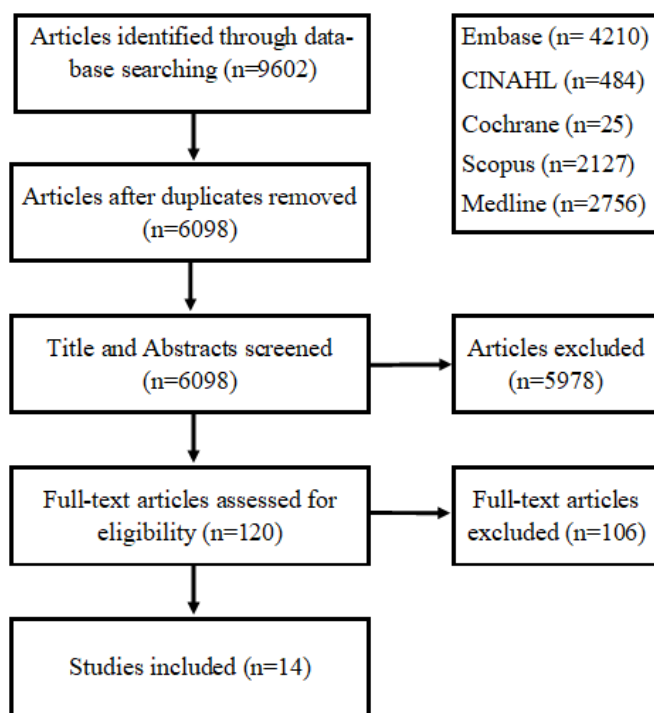 Articles identified through data-
base searching (n=9602)
Embase (n= 4210)
CINAHL (n=484)
Cochrane (n=25)
Scopus (n=2127)
Medline (n=2756)
Articles after duplicates removed
(n=6098)
Title and Abstracts screened
(n=6098)
Articles excluded
(n=5978)
Full-text articles assessed for
eligibility (n=120)
Full-text articles
excluded (n=106)
Studies included (n=14)